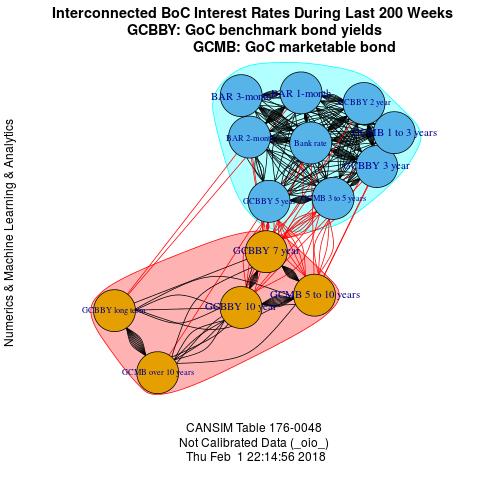 Interconnected BoC Interest Rates During Last 200 Weeks
GCBBY: GoC benchmark bond yields
GCMB: GoC marketable bond
Numerics & Machine Learning & Analytics
BAR 3-month
BAR 1-month
GCBBY 2 year
GCMB 1 to 3 years
BAR 2-month
Bank rate
GCBBY 3 year
GCBBY 5 year
GCMB 3 to 5 years
GCBBY 7 year
GCMB 5 to 10 years
GCBBY 10 year
GCBBY long term
GCMB over 10 years
CANSIM Table 176-0048
Not Calibrated Data (_oio_)
Thu Feb  1 22:14:56 2018